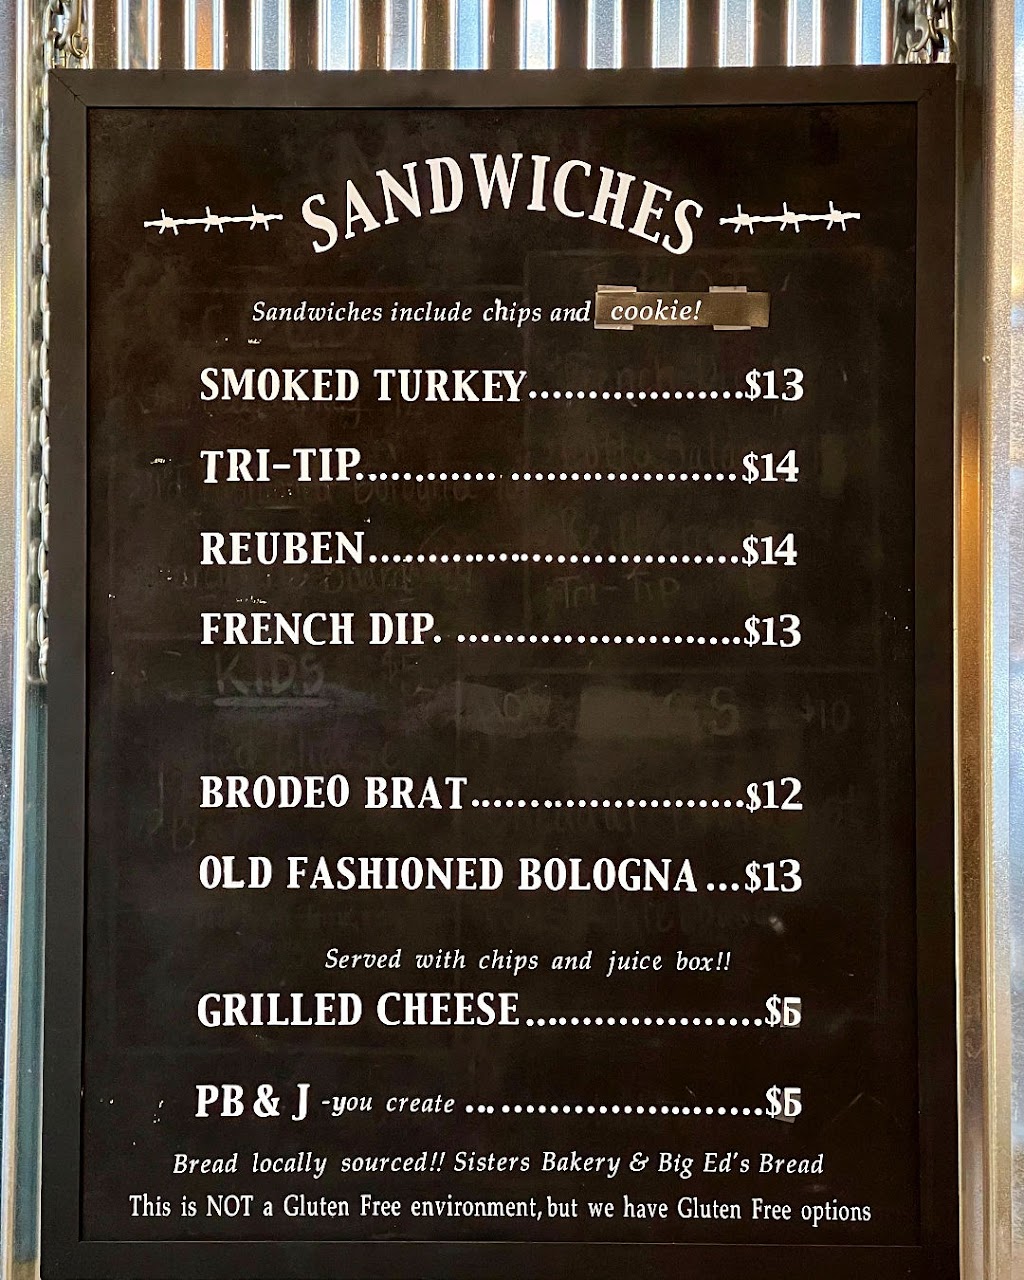 SANDWICHES
Sandwiches include chips and cookie!
SMOKED TURKEY..................$13
TRI-TIP............ ...................$14
REUBEN................................$14
FRENCH DIP. ........................$13
KIDS
Tri-Tip
BRODEO BRAT.......................$12
OLD FASHIONED BOLOGNA ...$13
Served with chips and juice box!!
GRILLED CHEESE.....................$5
PB & J -you create ... .......................$5
Bread locally sourced!! Sisters Bakery & Big Ed's Bread
This is NOT a Gluten Free environment, but we have Gluten Free options